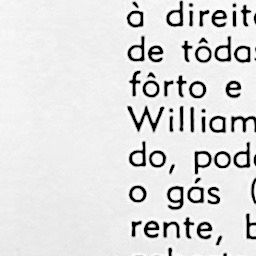 à direit
de tôdas
fôrto e
William
do, pod
o gás (
rente, b